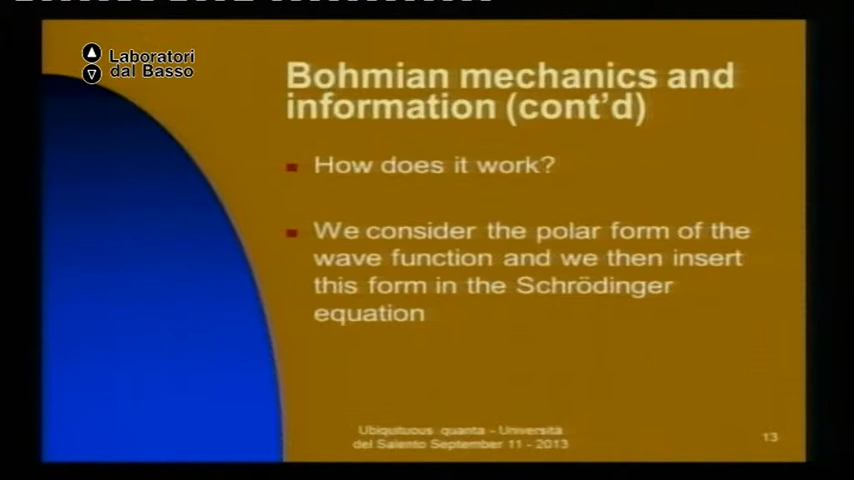 Laboratori
dal Basso
Bohmian mechanics and
information (cont'd)
How does it work?
We consider the polar form of the
wave function and we then insert
this form in the Schrödinger
equation
Ubiquituous quanta - Università
del Salento September 11 - 2013
13